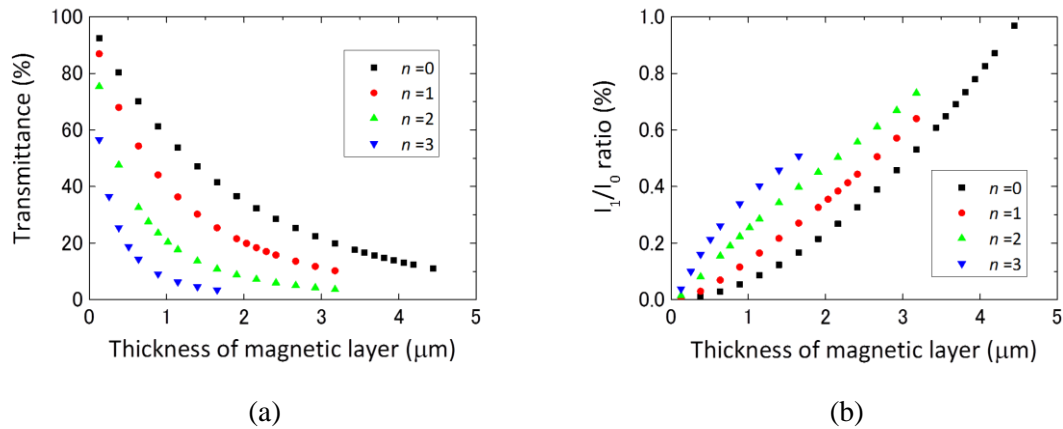 100
80
60
40
20
0
0 1 2 3 4 5
Transmittance (%)
Thickness of magnetic layer (μm)
n =0
n =1
n =2
n =3
(a)
1.0
0.8
0.6
0.4
0.2
0.0
0 1 2 3 4 5
I₁/I₀ ratio (%)
Thickness of magnetic layer (μm)
n =0
n =1
n =2
n =3
(b)